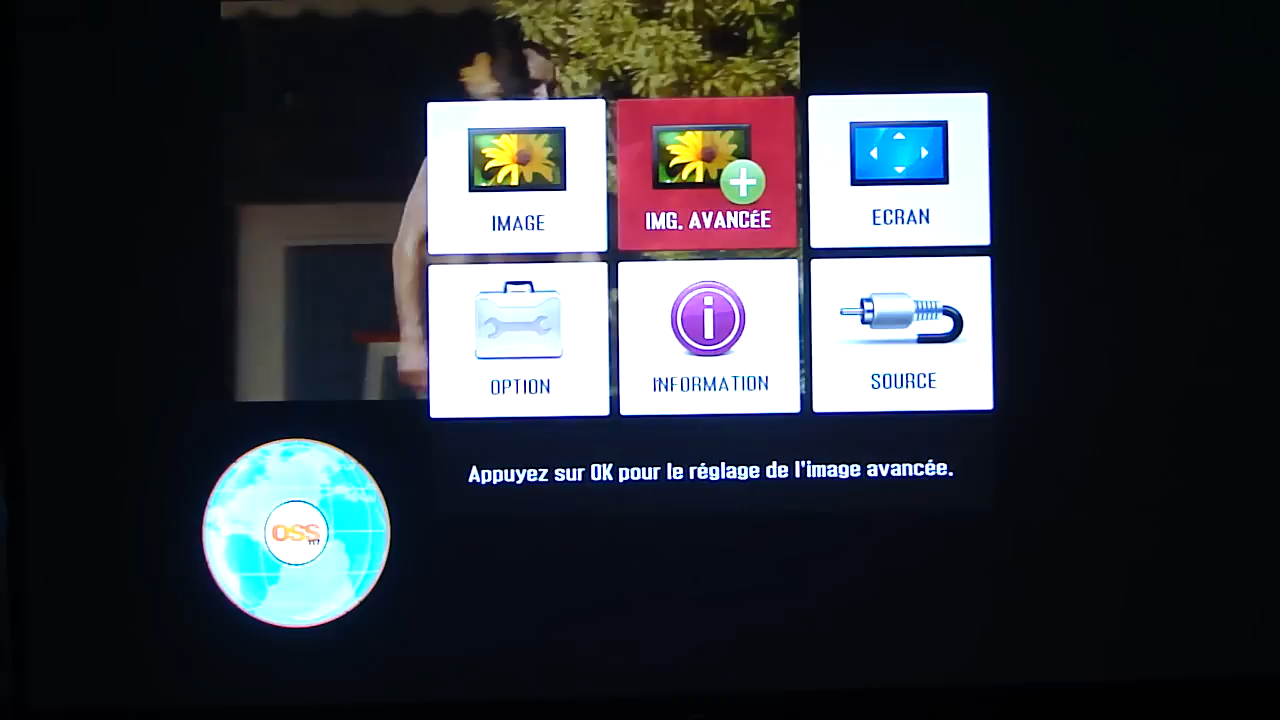 IMAGE
IMG. AVANCÉE
ECRAN
OPTION
INFORMATION
SOURCE
Appuyez sur OK pour le réglage de l'image avancée.
OSS